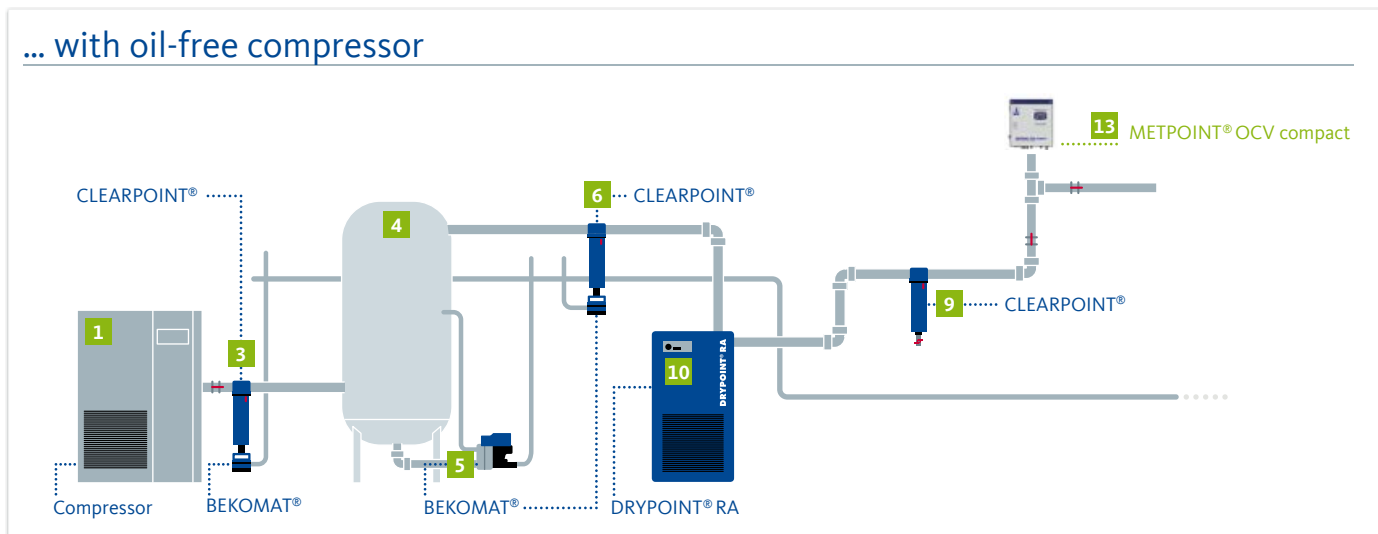 ... with oil-free compressor
13 METPOINT® OCV compact
CLEARPOINT®
6 CLEARPOINT®
4
9 CLEARPOINT®
1
3
10
DRYPOINT® RA
5
Compressor
BEKOMAT®
BEKOMAT®
DRYPOINT® RA